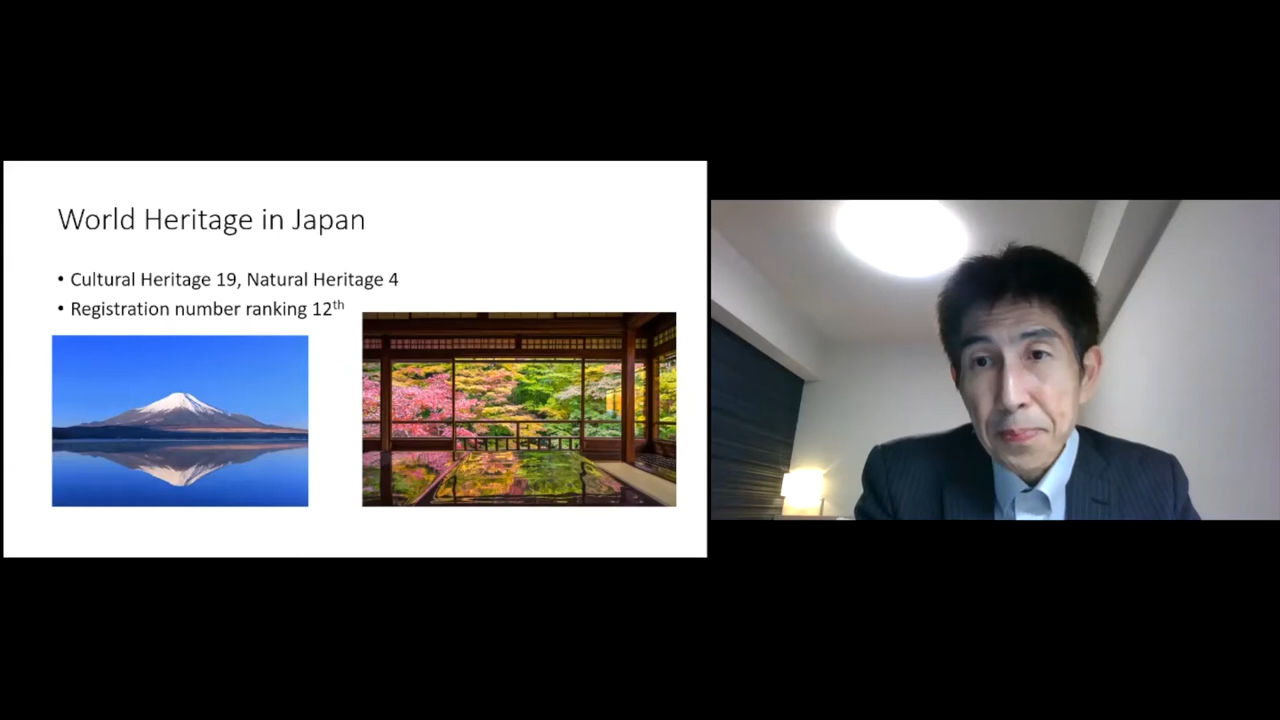 World Heritage in Japan
• Cultural Heritage 19, Natural Heritage 4
• Registration number ranking 12th